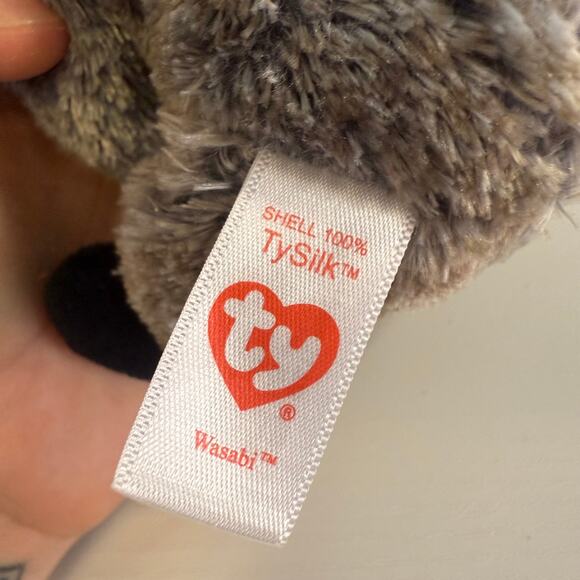 SHELL 100%
TySilk™
ty®
Wasabi™